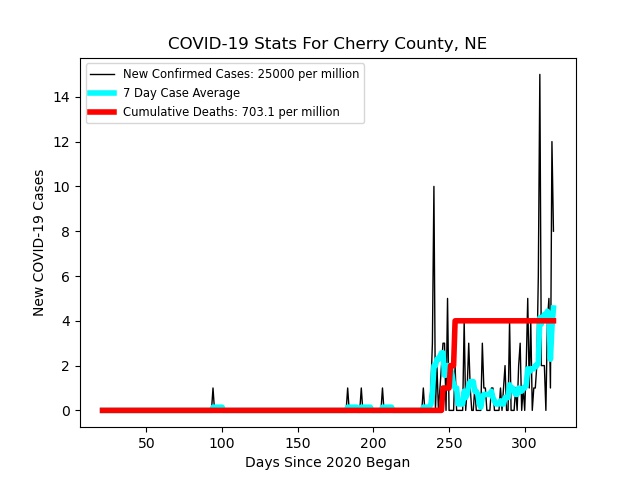 COVID-19 Stats For Cherry County, NE
New Confirmed Cases: 25000 per million
7 Day Case Average
Cumulative Deaths: 703.1 per million
New COVID-19 Cases
14
12
10
8
6
4
2
0
50 100 150 200 250 300
Days Since 2020 Began